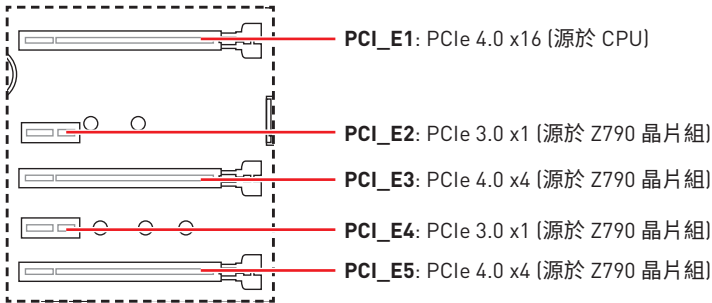 PCI_E1: PCIe 4.0 x16 (源於 CPU)
PCI_E2: PCIe 3.0 x1 (源於 Z790 晶片組)
PCI_E3: PCIe 4.0 x4 (源於 Z790 晶片組)
PCI_E4: PCIe 3.0 x1 (源於 Z790 晶片組)
PCI_E5: PCIe 4.0 x4 (源於 Z790 晶片組)